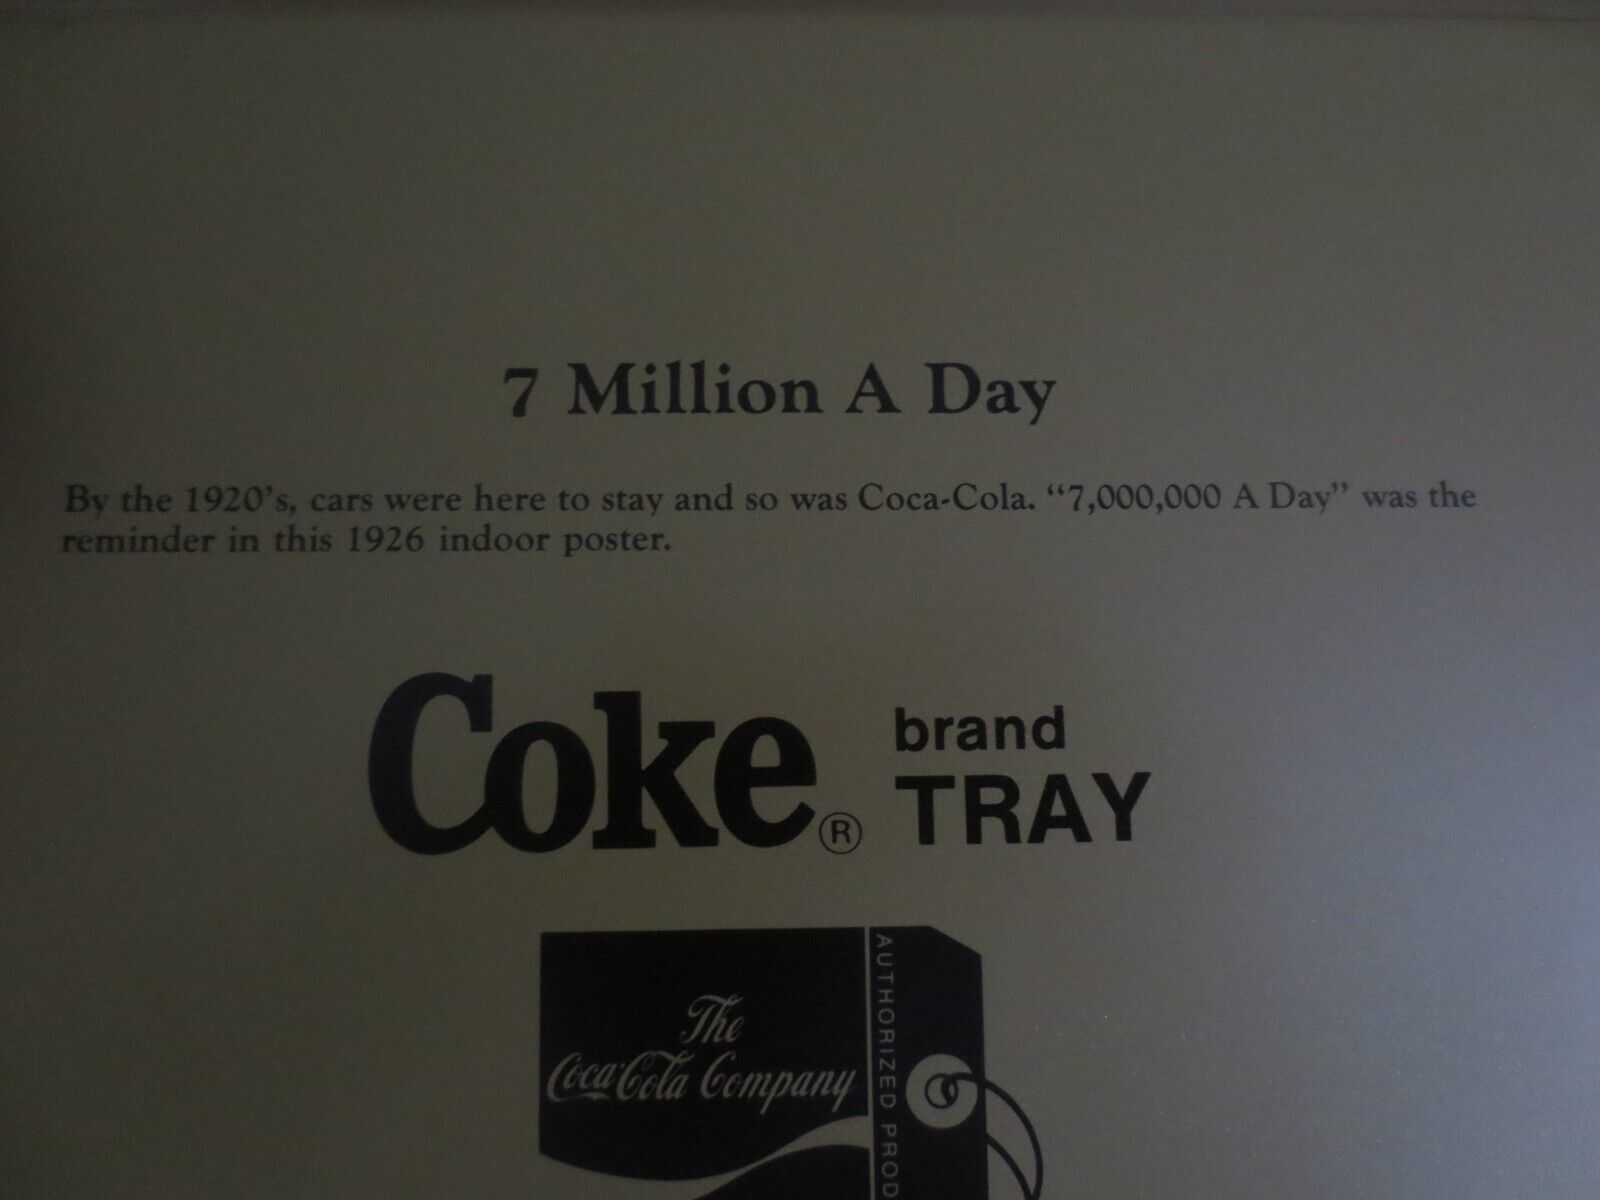 7 Million A Day
By the 1920's, cars were here to stay and so was Coca-Cola. “7,000,000 A Day” was the
reminder in this 1926 indoor poster.
Coke® brand
TRAY
The
Coca-Cola Company
AUTHORIZED PROD